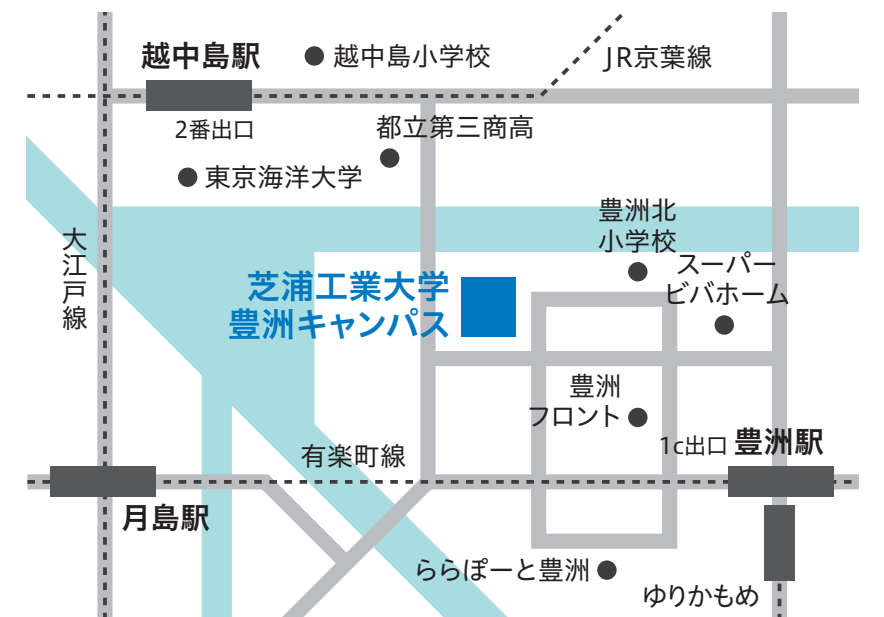 越中島駅
越中島小学校
JR京葉線
2番出口
都立第三商高
東京海洋大学
大江戸線
豊洲北
小学校
スーパー
ビバホーム
芝浦工業大学
豊洲キャンパス
豊洲
フロント
1c出口 豊洲駅
有楽町線
月島駅
ららぽーと豊洲
ゆりかもめ